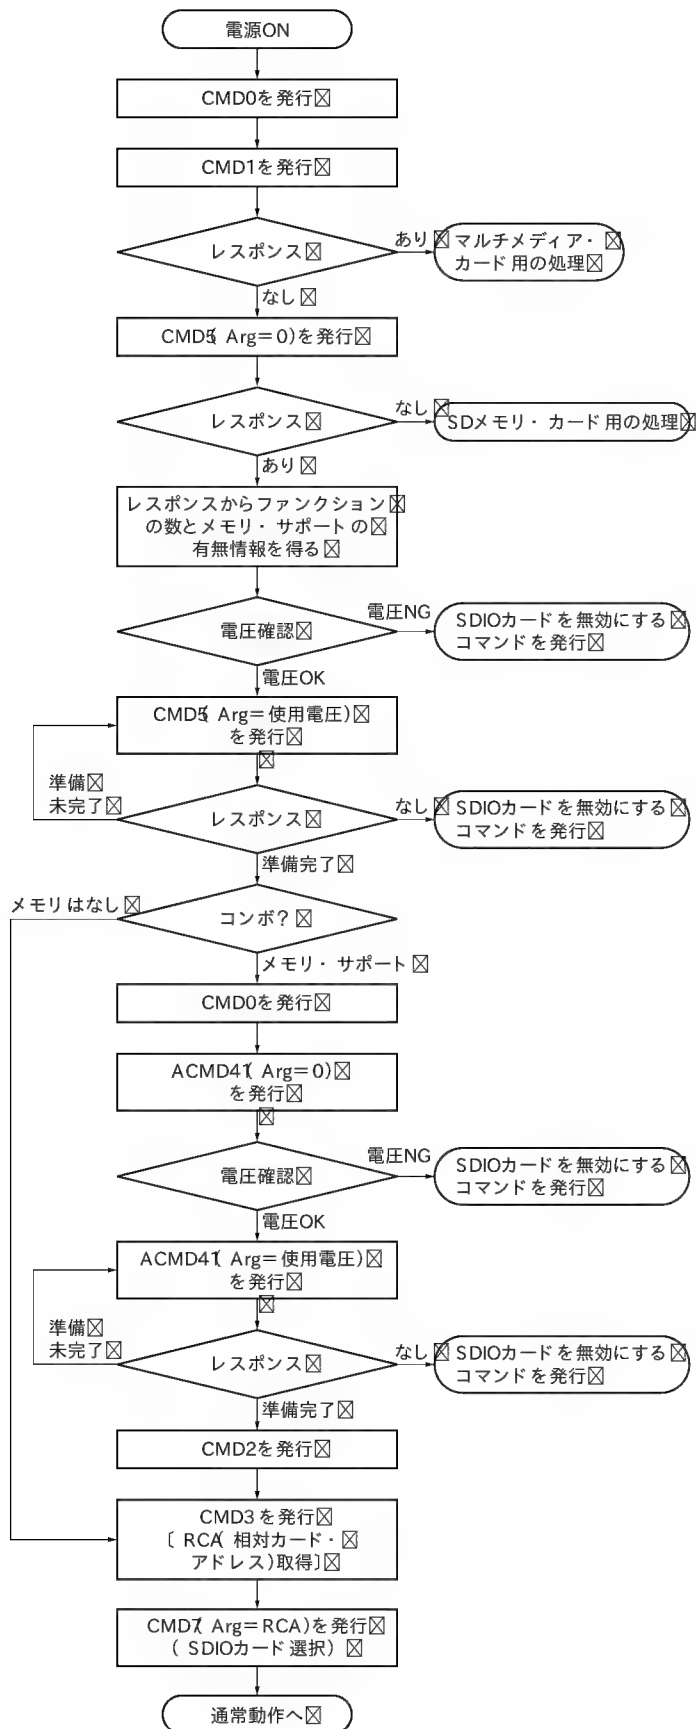 電源ON
CMD0を発行
CMD1を発行
レスポンス
あり
マルチメディア・
カード用の処理
なし
CMD5(Arg=0)を発行
レスポンス
なし
SDメモリ・カード用の処理
あり
レスポンスからファンクション
の数とメモリ・サポートの
有無情報を得る
電圧確認
電圧NG
SDIOカードを無効にする
コマンドを発行
電圧OK
CMD5(Arg=使用電圧)
を発行
準備
未完了
レスポンス
なし
SDIOカードを無効にする
コマンドを発行
準備完了
メモリはなし
コンボ?
メモリ・サポート
CMD0を発行
ACMD41(Arg=0)
を発行
電圧確認
電圧NG
SDIOカードを無効にする
コマンドを発行
電圧OK
ACMD41(Arg=使用電圧)
を発行
準備
未完了
レスポンス
なし
SDIOカードを無効にする
コマンドを発行
準備完了
CMD2を発行
CMD3を発行
〔RCA(相対カード・
アドレス)取得〕
CMD7(Arg=RCA)を発行
(SDIOカード選択)
通常動作へ